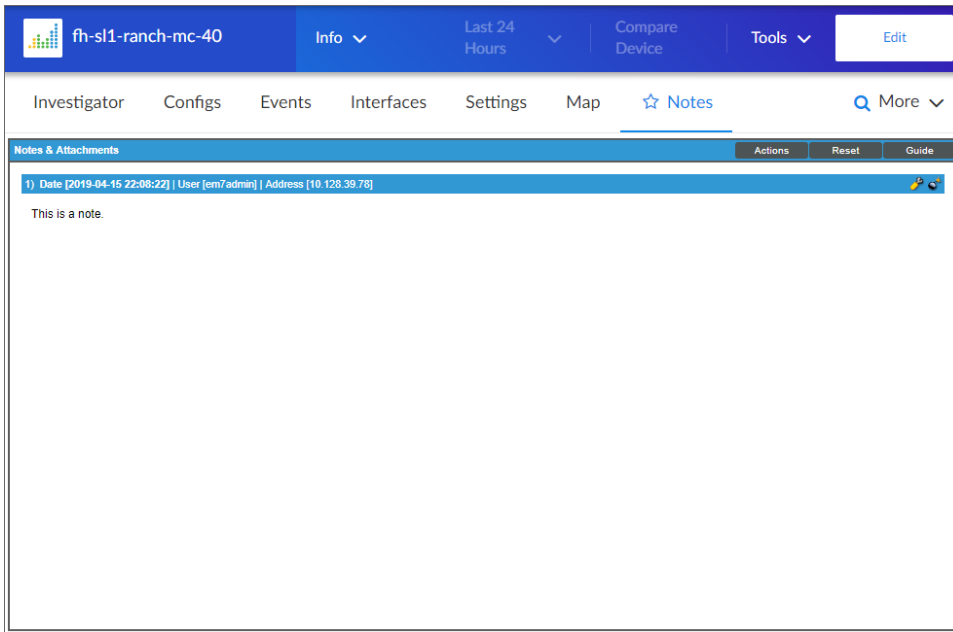 fh-sl1-ranch-mc-40 Info Last 24 Hours Compare Device Tools Edit
Investigator Configs Events Interfaces Settings Map Notes More
Notes & Attachments Actions Reset Guide
1) Date [2019-04-15 22:08:22] | User [em7admin] | Address [10.128.39.78]
This is a note.